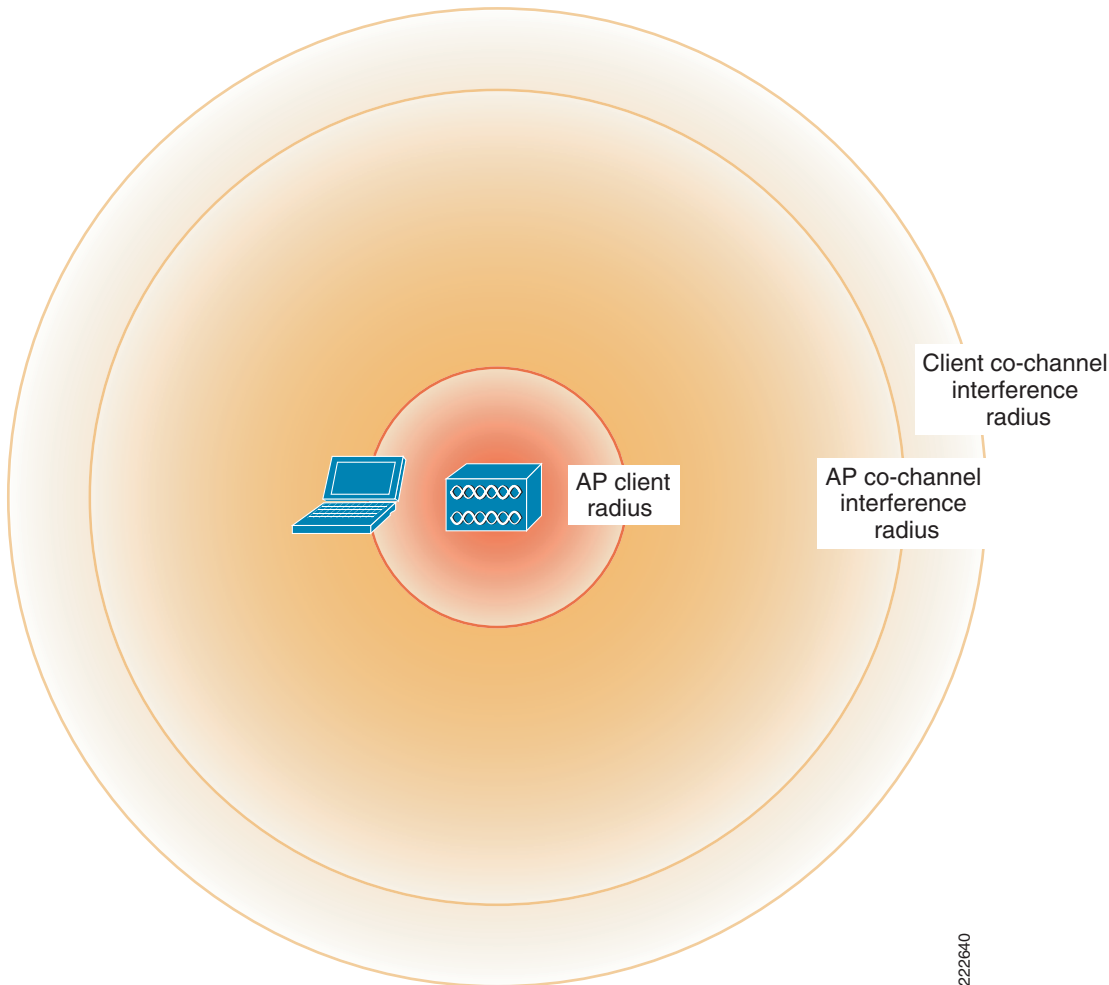 Client co-channel
interference
radius
AP client
radius
AP co-channel
interference
radius
222640